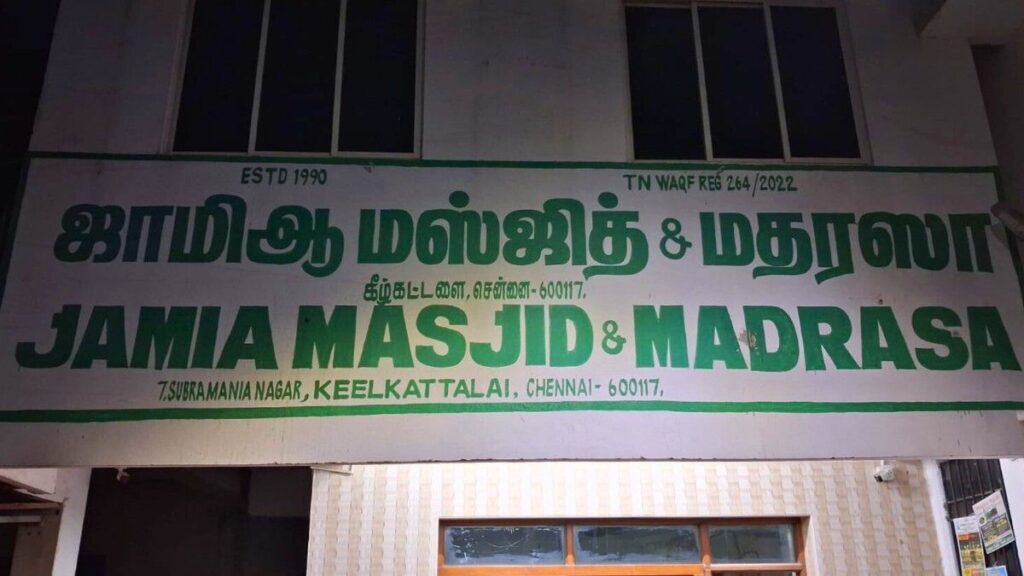 ESTD 1990 TN WAQF REG 264/2022
ஜாமிஆ மஸ்ஜித் & மதரஸா
கீழ்கட்டளை, சென்னை-600117.
JAMIA MASJID & MADRASA
7.SUBRAMANIA NAGAR, KEELKATTALAI, CHENNAI- 600117.